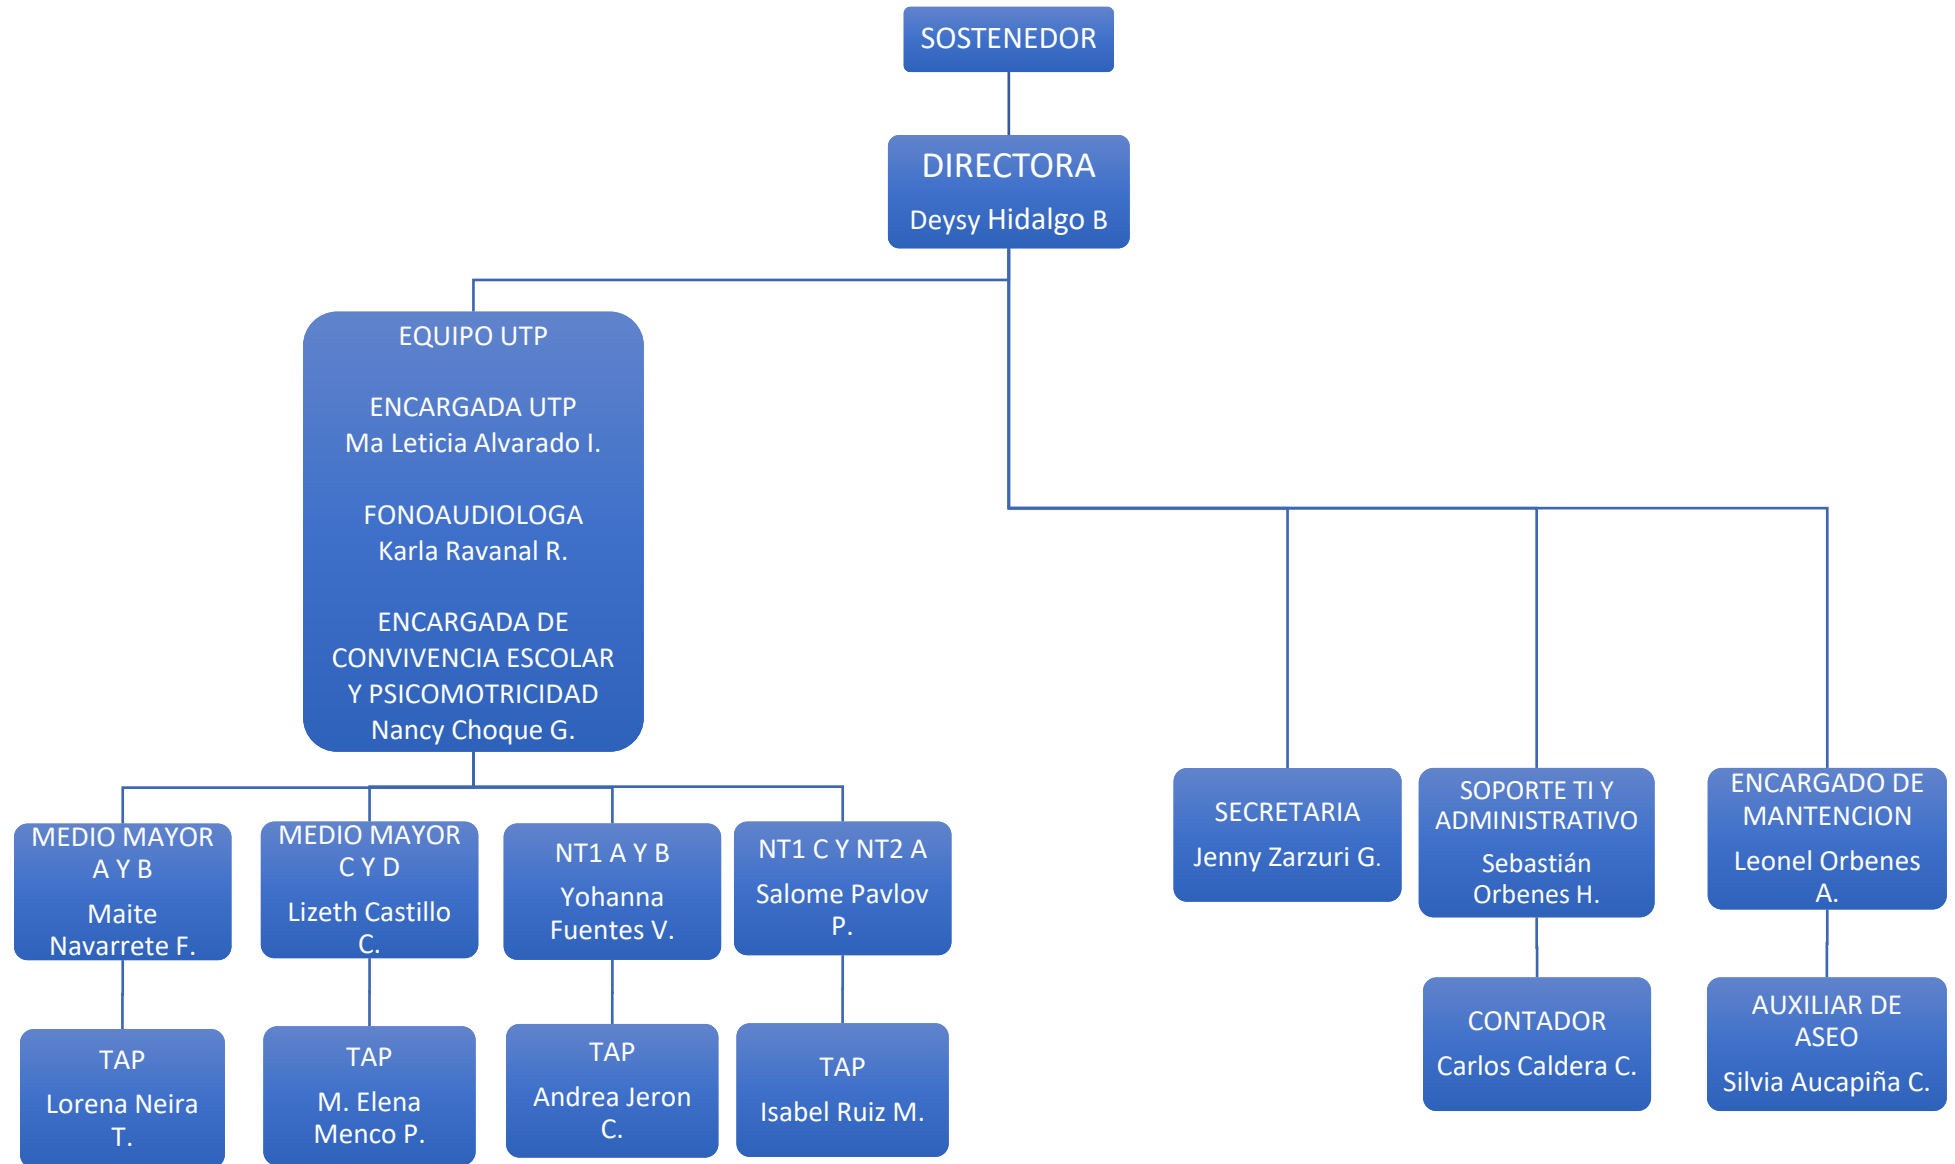 SOSTENEDOR
DIRECTORA
Deysy Hidalgo B
EQUIPO UTP
ENCARGADA UTP
Ma Leticia Alvarado I.
FONOAUDIOLOGA
Karla Ravanal R.
ENCARGADA DE
CONVIVENCIA ESCOLAR
Y PSICOMOTRICIDAD
Nancy Choque G.
MEDIO MAYOR
A Y B
Maite
Navarrete F.
MEDIO MAYOR
C Y D
Lizeth Castillo
C.
NT1 A Y B
Yohanna
Fuentes V.
NT1 C Y NT2 A
Salome Pavlov
P.
SECRETARIA
Jenny Zarzuri G.
SOPORTE TI Y
ADMINISTRATIVO
Sebastián
Orbenes H.
ENCARGADO DE
MANTENCION
Leonel Orbenes
A.
TAP
Lorena Neira
T.
TAP
M. Elena
Menco P.
TAP
Andrea Jeron
C.
TAP
Isabel Ruiz M.
CONTADOR
Carlos Caldera C.
AUXILIAR DE
ASEO
Silvia Aucapiña C.